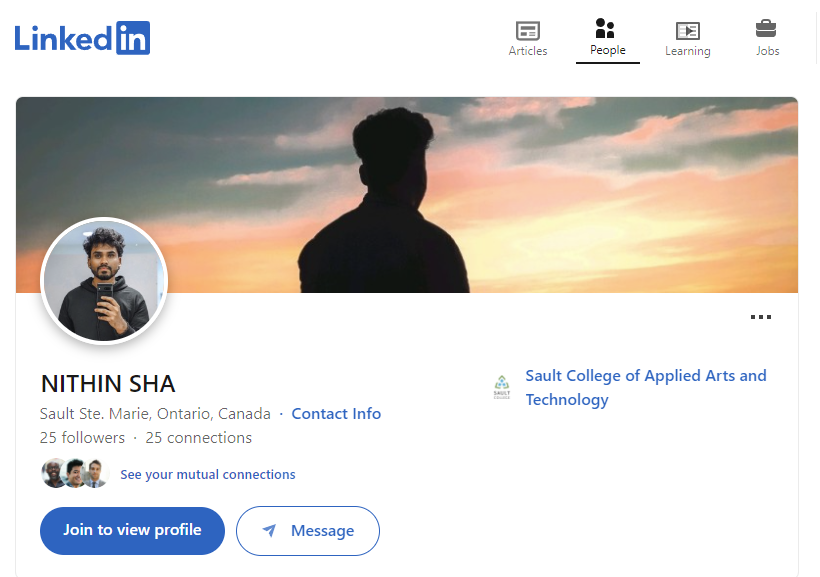 LinkedIn
Articles
People
Learning
Jobs
NITHIN SHA
Sault Ste. Marie, Ontario, Canada · Contact Info
25 followers · 25 connections
See your mutual connections
Join to view profile
Message
SAULT
COLLEGE
Sault College of Applied Arts and
Technology